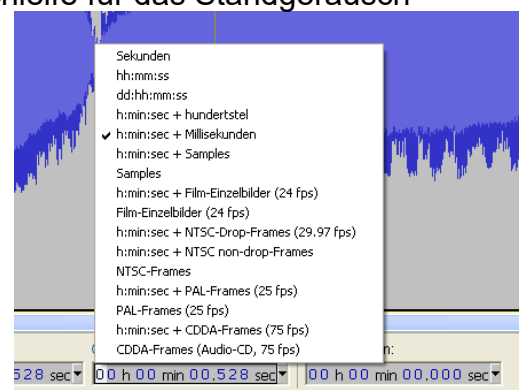 für das Standgeräusch
Sekunden
hh:mm:ss
dd:hh:mm:ss
h:min:sec + hundertstel
✓ h:min:sec + Millisekunden
h:min:sec + Samples
Samples
h:min:sec + Film-Einzelbilder (24 fps)
Film-Einzelbilder (24 fps)
h:min:sec + NTSC-Drop-Frames (29.97 fps)
h:min:sec + NTSC non-drop-Frames
NTSC-Frames
h:min:sec + PAL-Frames (25 fps)
PAL-Frames (25 fps)
h:min:sec + CDDA-Frames (75 fps)
CDDA-Frames (Audio-CD, 75 fps)
n:
528 sec 00 h 00 min 00,528 sec 00 h 00 min 00,000 sec